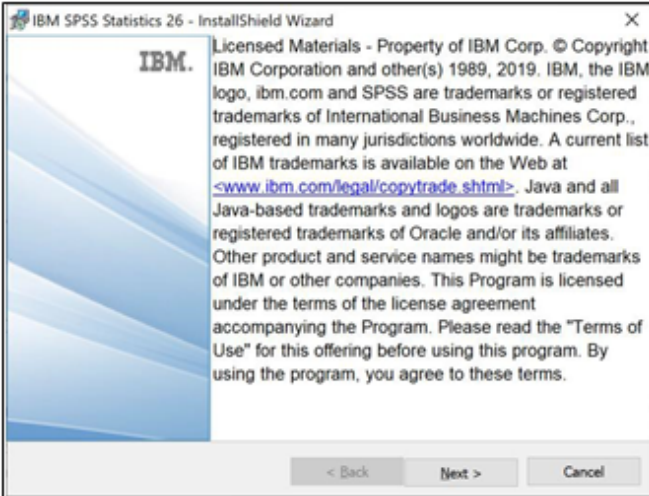 IBM SPSS Statistics 26 - InstallShield Wizard
IBM.
Licensed Materials - Property of IBM Corp. © Copyright
IBM Corporation and other(s) 1989, 2019. IBM, the IBM
logo, ibm.com and SPSS are trademarks or registered
trademarks of International Business Machines Corp.,
registered in many jurisdictions worldwide. A current list
of IBM trademarks is available on the Web at
<www.ibm.com/legal/copytrade.shtml>. Java and all
Java-based trademarks and logos are trademarks or
registered trademarks of Oracle and/or its affiliates.
Other product and service names might be trademarks
of IBM or other companies. This Program is licensed
under the terms of the license agreement
accompanying the Program. Please read the "Terms of
Use" for this offering before using this program. By
using the program, you agree to these terms.
< Back Next > Cancel